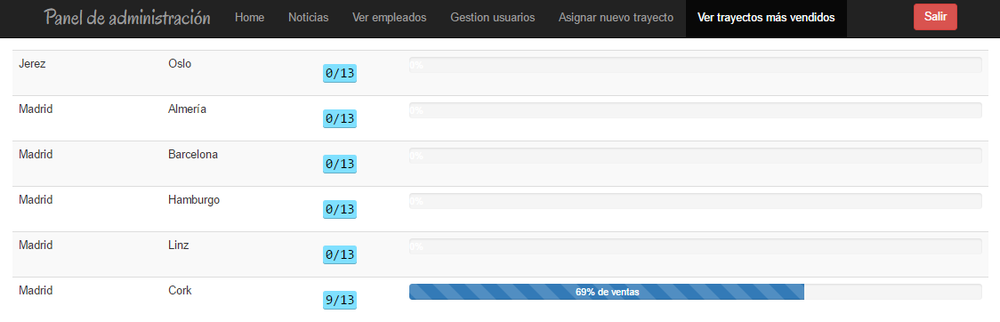 Panel de administración Home Noticias Ver empleados Gestion usuarios Asignar nuevo trayecto Ver trayectos más vendidos Salir
Jerez Oslo 0/13 0%
Madrid Almería 0/13 0%
Madrid Barcelona 0/13 0%
Madrid Hamburgo 0/13 0%
Madrid Linz 0/13 0%
Madrid Cork 9/13 69% de ventas